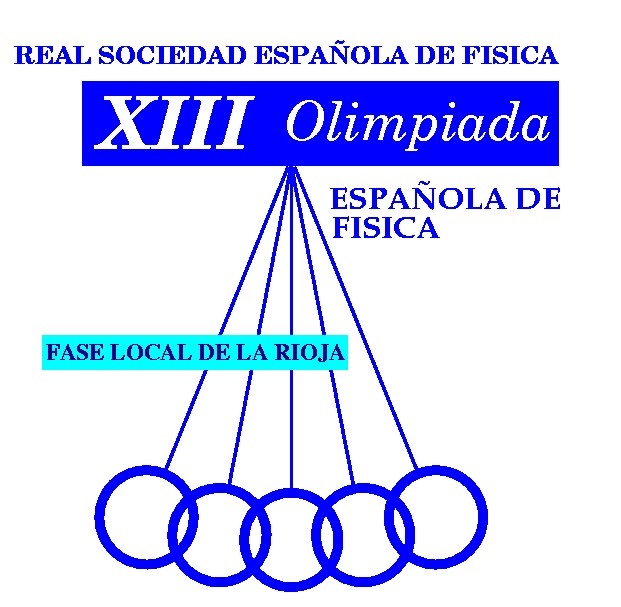 REAL SOCIEDAD ESPAÑOLA DE FISICA
XIII Olimpiada
ESPAÑOLA DE
FISICA
FASE LOCAL DE LA RIOJA